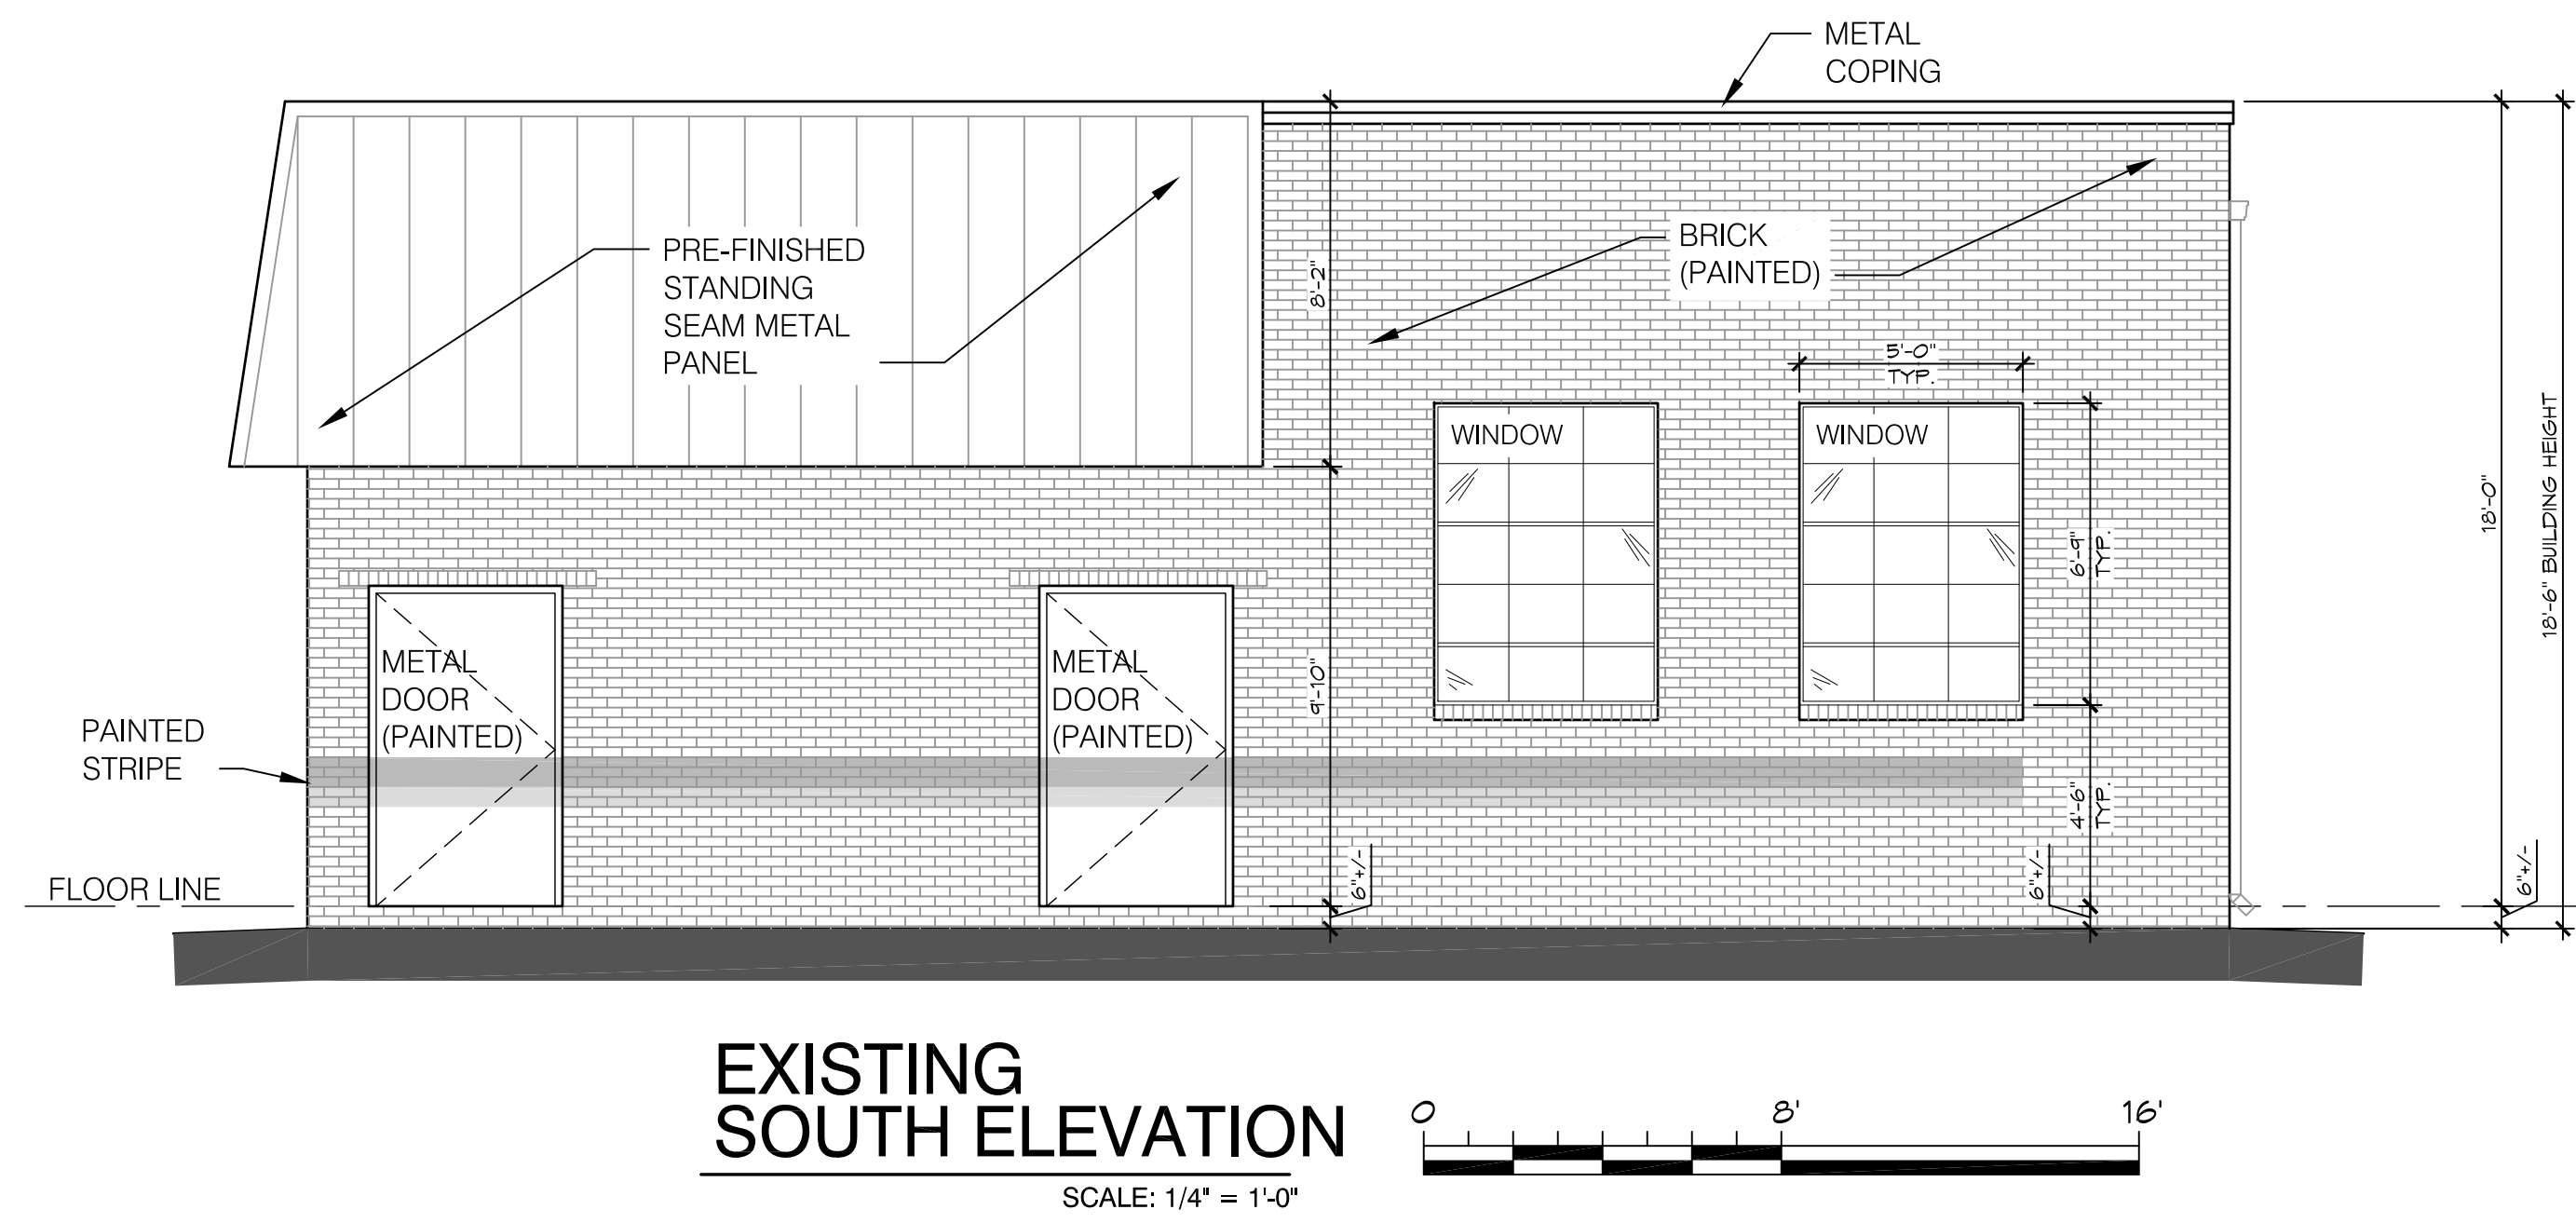 METAL
COPING
PRE-FINISHED
STANDING
SEAM METAL
PANEL
8'-2"
BRICK
(PAINTED)
5'-0"
TYP.
WINDOW
WINDOW
6'-9"
TYP.
18'-0"
18'-6" BUILDING HEIGHT
METAL
DOOR
(PAINTED)
METAL
DOOR
(PAINTED)
9'-10"
PAINTED
STRIPE
4'-6"
TYP.
FLOOR LINE
6"+/-
6"+/-
6"+/-
EXISTING
SOUTH ELEVATION
SCALE: 1/4" = 1'-0"
0 8' 16'